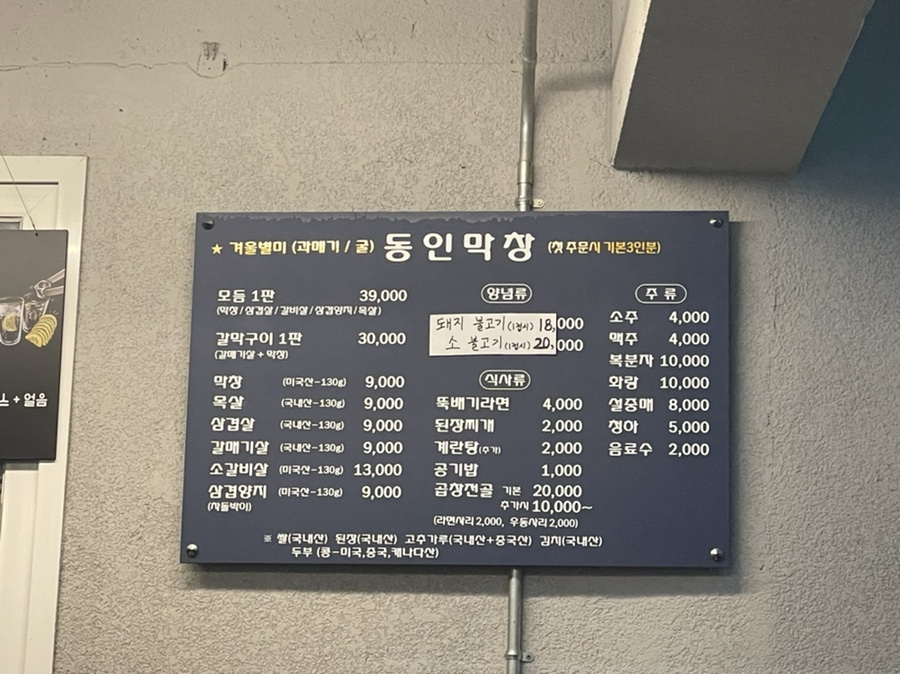 ★ 겨울별미 (과메기 / 굴) 동인막창 (첫 주문시 기본3인분)
모듬 1판 39,000
(막창/삼겹살/갈비살/삼겹양지/목살)
갈막구이 1판 30,000
(갈매기살 + 막창)
막창 (미국산-130g) 9,000
목살 (국내산-130g) 9,000
삼겹살 (국내산-130g) 9,000
갈매기살 (국내산-130g) 9,000
소갈비살 (미국산-130g) 13,000
삼겹양지 (미국산-130g) 9,000
(차돌박이)
양념류
돼지 불고기(1접시) 18,000
소 불고기(1접시) 20,000
식사류
뚝배기라면 4,000
된장찌개 2,000
계란탕(추가) 2,000
공기밥 1,000
곱창전골 기본 20,000
추가시 10,000~
(라면사리 2,000, 우동사리 2,000)
주류
소주 4,000
맥주 4,000
복분자 10,000
화랑 10,000
설중매 8,000
청하 5,000
음료수 2,000
※ 쌀(국내산) 된장(국내산) 고추가루(국내산+중국산) 김치(국내산)
두부 (콩-미국,중국,캐나다산)
스 + 얼음